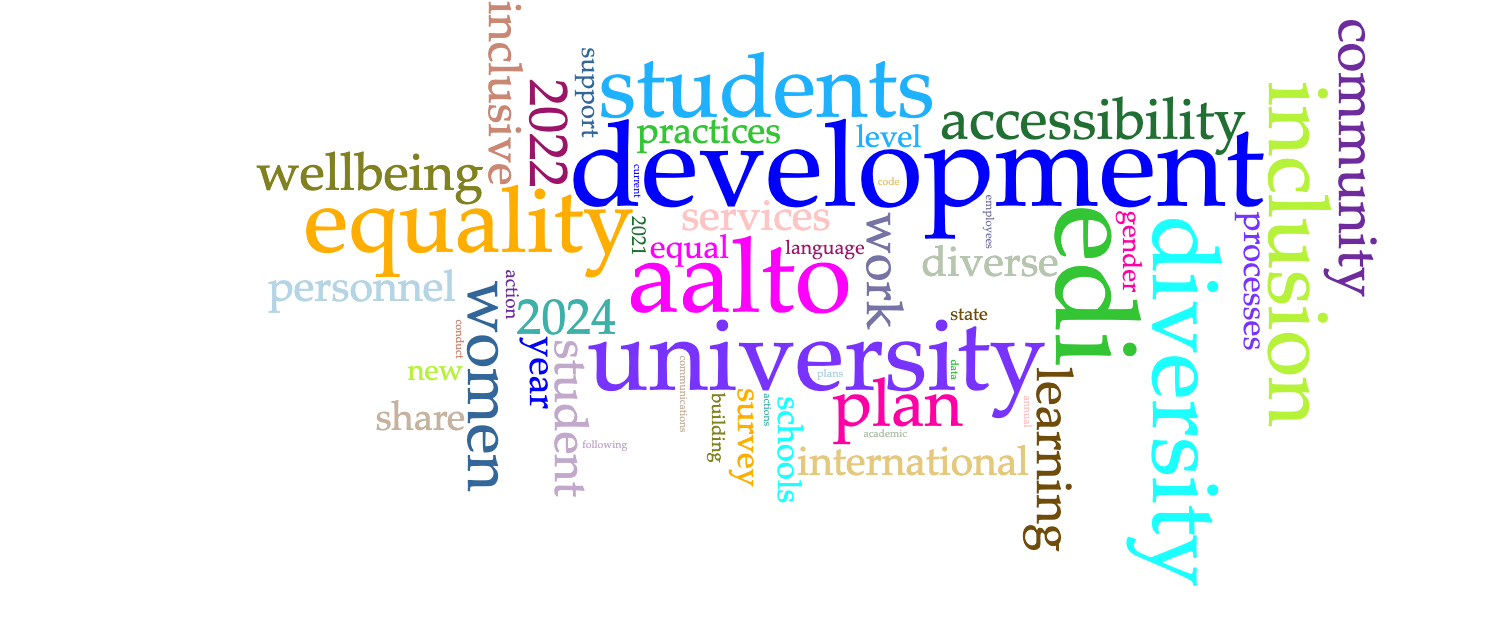 inclusive
community
support
students
2022
inclusion
accessibility
practices
level
development
wellbeing
current
code
equality
employees
services
2021
gender
processes
work
edi
diversity
equal
language
aalto
diverse
personnel
action
women
2024
state
conduct
university
year
student
new
communications
plans
data
learning
plan
share
building
survey
actions
schools
annual
academic
following
international